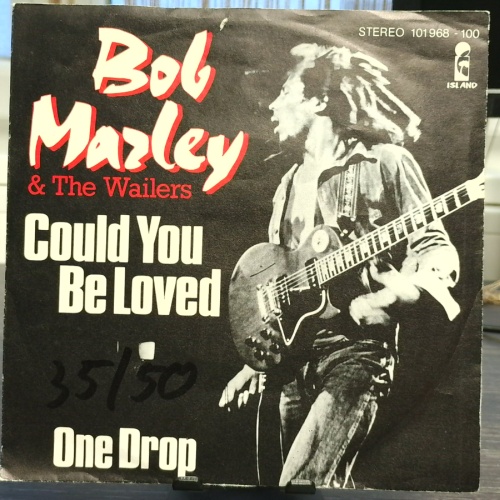 STEREO 101968 - 100
ISLAND
Bob
Marley
& The Wailers
Could You
Be Loved
35/50
One Drop